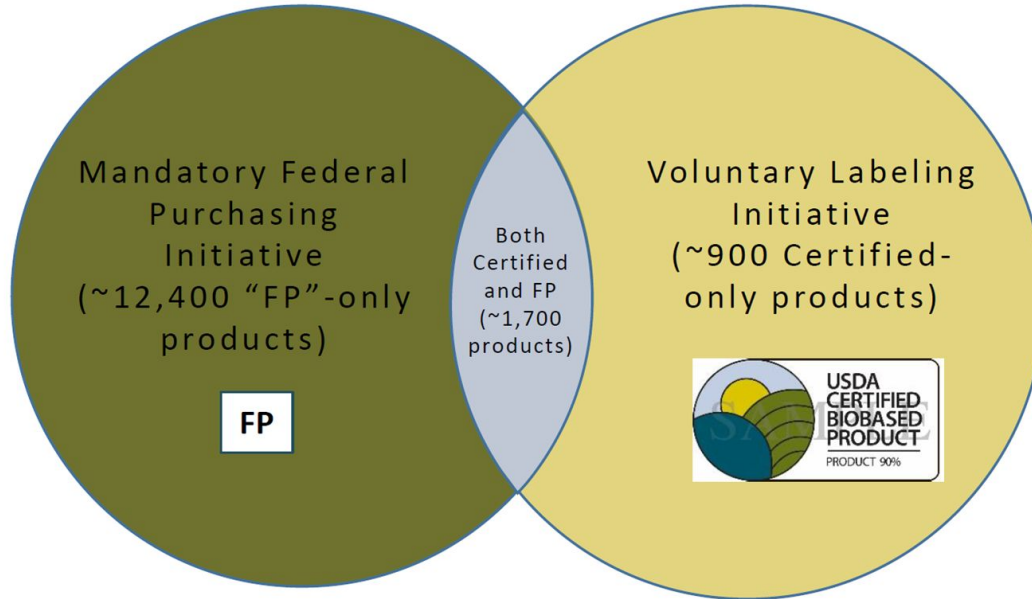 Mandatory Federal
Purchasing
Initiative
(~12,400 “FP”-only
products)
FP
Both
Certified
and FP
(~1,700
products)
Voluntary Labeling
Initiative
(~900 Certified-
only products)
USDA
CERTIFIED
BIOBASED
PRODUCT
PRODUCT 90%
SAMPLE